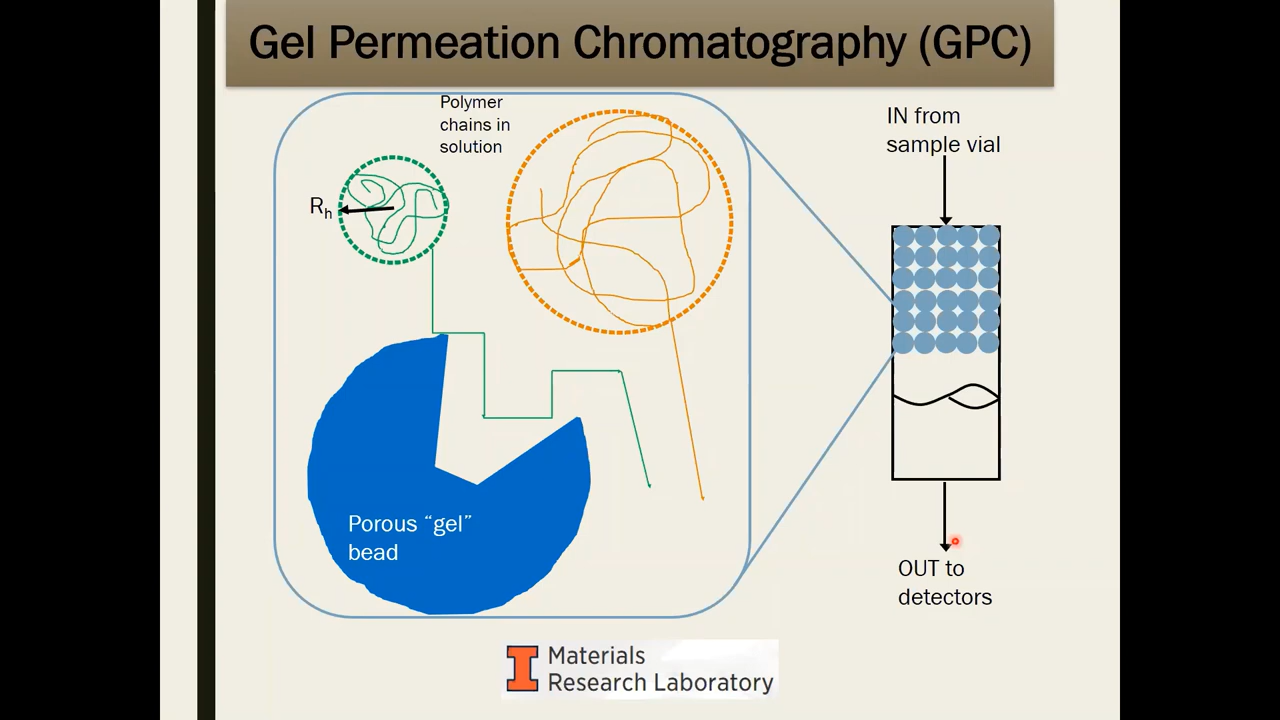 Gel Permeation Chromatography (GPC)
Polymer
chains in
solution
R_h
Porous “gel”
bead
IN from
sample vial
OUT to
detectors
I
Materials
Research Laboratory